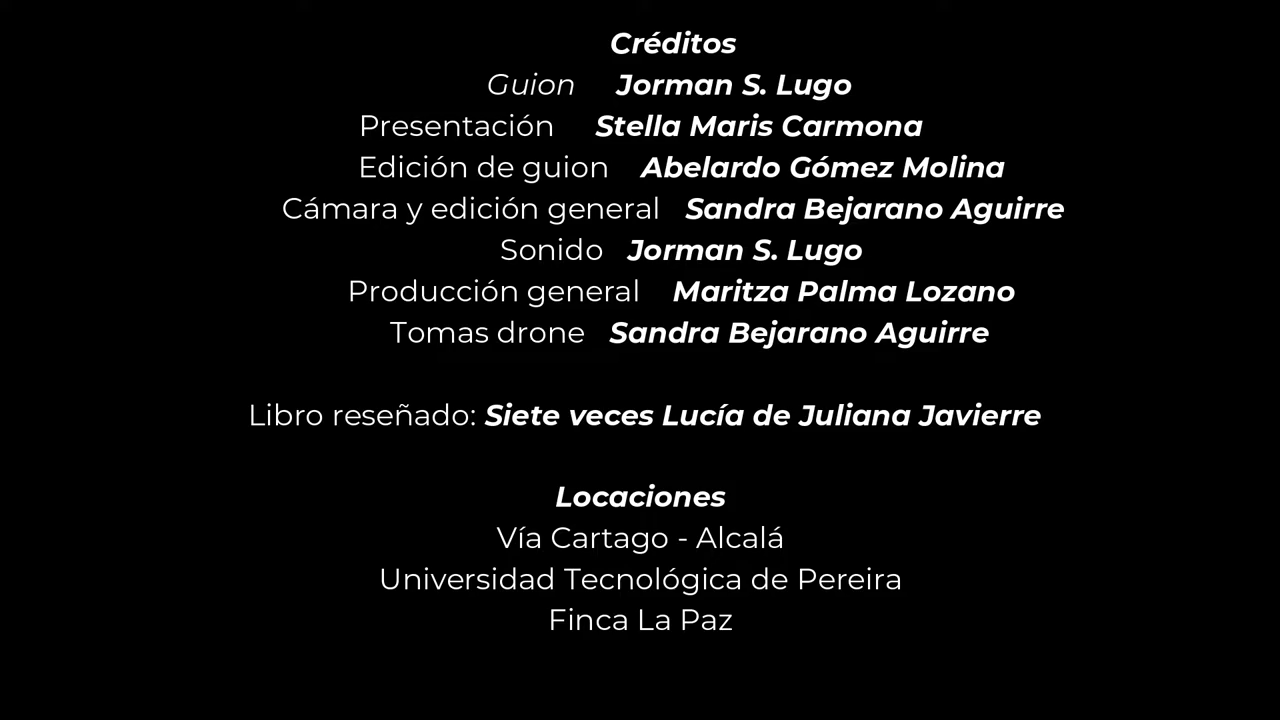 Créditos
Guion Jorman S. Lugo
Presentación Stella Maris Carmona
Edición de guion Abelardo Gómez Molina
Cámara y edición general Sandra Bejarano Aguirre
Sonido Jorman S. Lugo
Producción general Maritza Palma Lozano
Tomas drone Sandra Bejarano Aguirre
Libro reseñado: Siete veces Lucía de Juliana Javierre
Locaciones
Vía Cartago - Alcalá
Universidad Tecnológica de Pereira
Finca La Paz